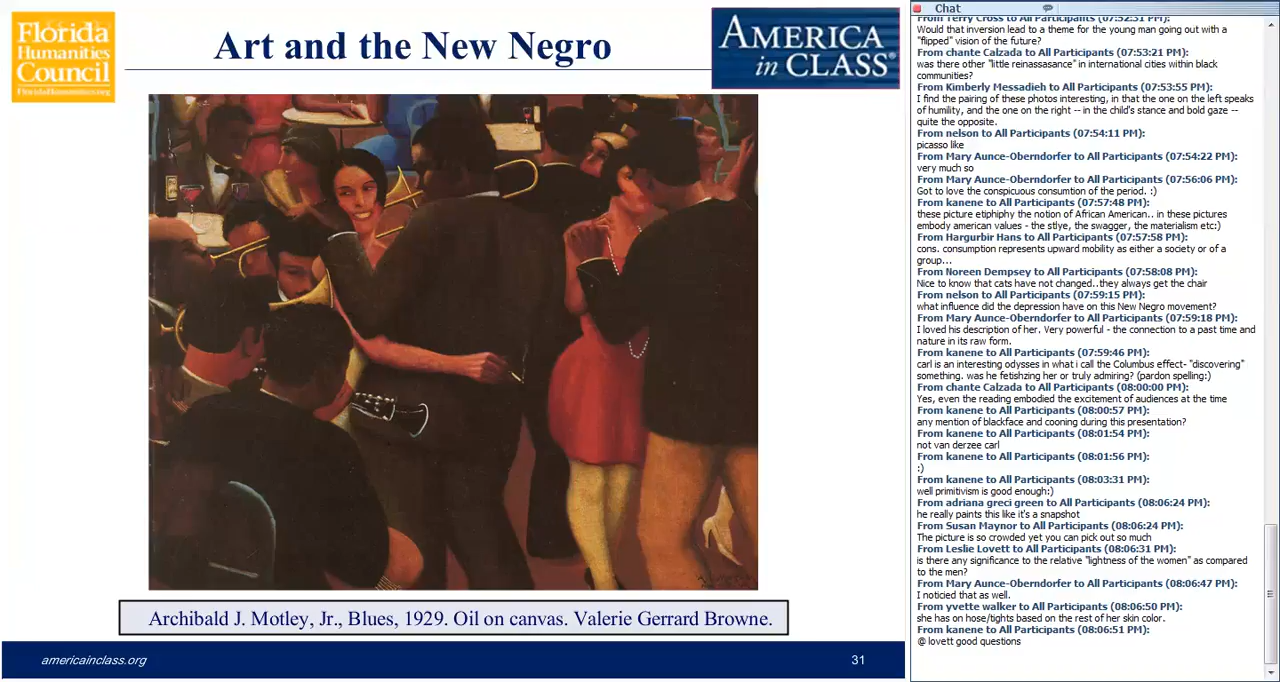 Florida
Humanities
Council
FloridaHumanities.org
Art and the New Negro
AMERICA
in CLASS®
Archibald J. Motley, Jr., Blues, 1929. Oil on canvas. Valerie Gerrard Browne.
americainclass.org
31
Chat
From Terry Cross to All Participants (07:52:31 PM):
Would that inversion lead to a theme for the young man going out with a
"flipped" vision of the future?
From chante Calzada to All Participants (07:53:21 PM):
was there other "little reinassasance" in international cities within black
communities?
From Kimberly Messadieh to All Participants (07:53:55 PM):
I find the pairing of these photos interesting, in that the one on the left speaks
of humility, and the one on the right -- in the child's stance and bold gaze --
quite the opposite.
From nelson to All Participants (07:54:11 PM):
picasso like
From Mary Aunce-Oberndorfer to All Participants (07:54:22 PM):
very much so
From Mary Aunce-Oberndorfer to All Participants (07:56:06 PM):
Got to love the conspicuous consumtion of the period. :)
From kanene to All Participants (07:57:48 PM):
these picture etiphiphy the notion of African American.. in these pictures
embody american values - the stlye, the swagger, the materialism etc:)
From Hargurbir Hans to All Participants (07:57:58 PM):
cons. consumption represents upward mobility as either a society or of a
group...
From Noreen Dempsey to All Participants (07:58:08 PM):
Nice to know that cats have not changed..they always get the chair
From nelson to All Participants (07:59:15 PM):
what influence did the depression have on this New Negro movement?
From Mary Aunce-Oberndorfer to All Participants (07:59:18 PM):
I loved his description of her. Very powerful - the connection to a past time and
nature in its raw form.
From kanene to All Participants (07:59:46 PM):
carl is an interesting odysses in what i call the Columbus effect- "discovering"
something. was he fetishzing her or truly admiring? (pardon spelling:)
From chante Calzada to All Participants (08:00:00 PM):
Yes, even the reading embodied the excitement of audiences at the time
From kanene to All Participants (08:00:57 PM):
any mention of blackface and cooning during this presentation?
From kanene to All Participants (08:01:54 PM):
not van derzee carl
From kanene to All Participants (08:01:56 PM):
:)
From kanene to All Participants (08:03:31 PM):
well primitivism is good enough:)
From adriana greci green to All Participants (08:06:24 PM):
he really paints this like it's a snapshot
From Susan Maynor to All Participants (08:06:24 PM):
The picture is so crowded yet you can pick out so much
From Leslie Lovett to All Participants (08:06:31 PM):
is there any significance to the relative "lightness of the women" as compared
to the men?
From Mary Aunce-Oberndorfer to All Participants (08:06:47 PM):
I noticied that as well.
From yvette walker to All Participants (08:06:50 PM):
she has on hose/tights based on the rest of her skin color.
From kanene to All Participants (08:06:51 PM):
@ lovett good questions